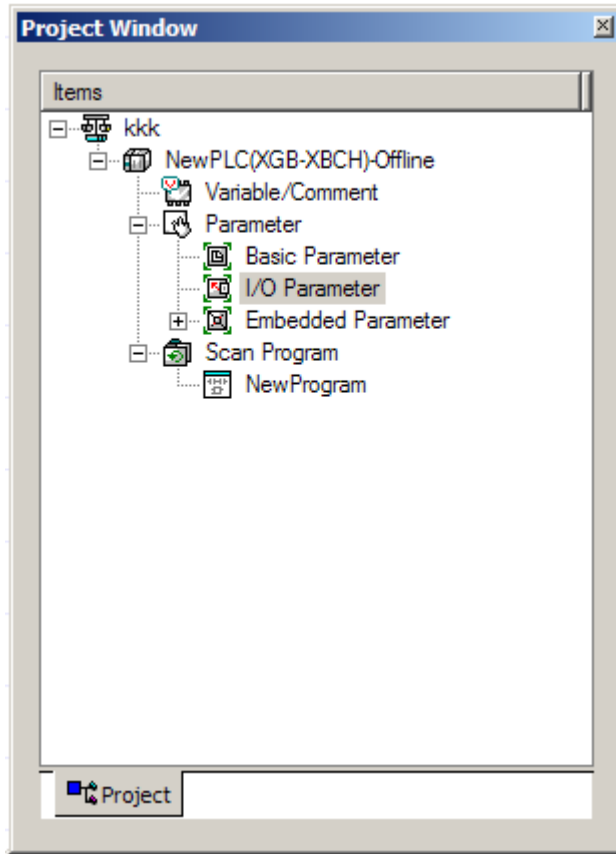 Project Window
Items
kkk
NewPLC(XGB-XBCH)-Offline
Variable/Comment
Parameter
Basic Parameter
I/O Parameter
Embedded Parameter
Scan Program
NewProgram
Project